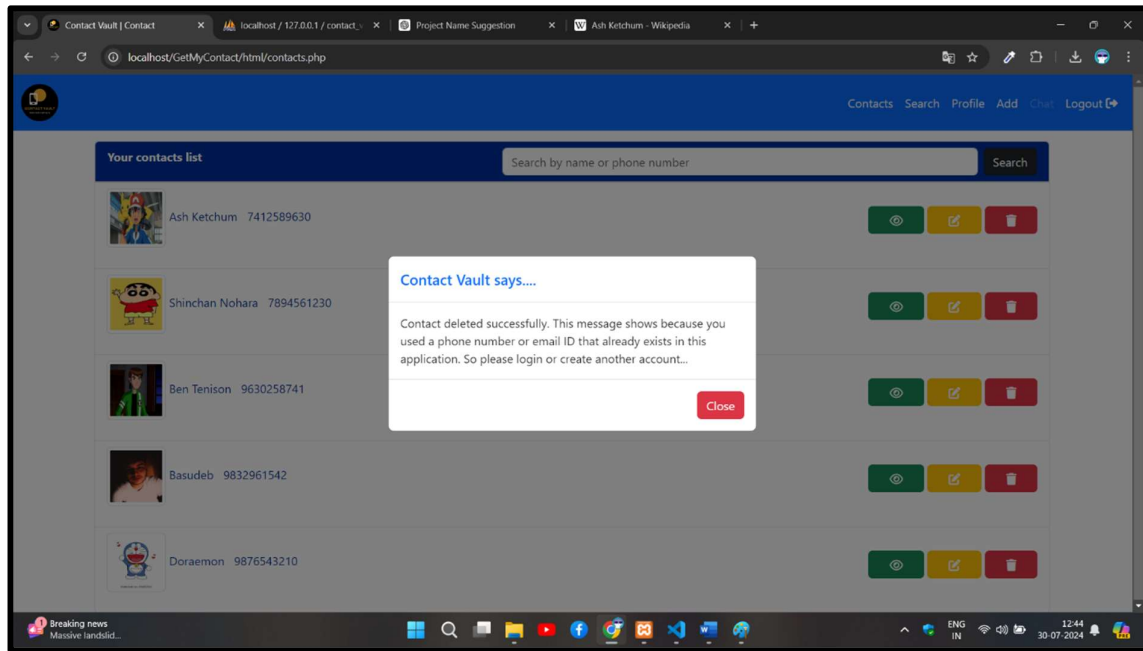 Contact Vault | Contact
localhost / 127.0.0.1 / contact_v
Project Name Suggestion
Ash Ketchum - Wikipedia
localhost/GetMyContact/html/contacts.php
Contacts Search Profile Add Chat Logout
Your contacts list
Search by name or phone number
Search
Ash Ketchum 7412589630
Shinchan Nohara 7894561230
Contact Vault says....
Contact deleted successfully. This message shows because you
used a phone number or email ID that already exists in this
application. So please login or create another account...
Close
Ben Tenison 9630258741
Basudeb 9832961542
Doraemon 9876543210
Breaking news
Massive landslid...
ENG
IN
12:44
30-07-2024